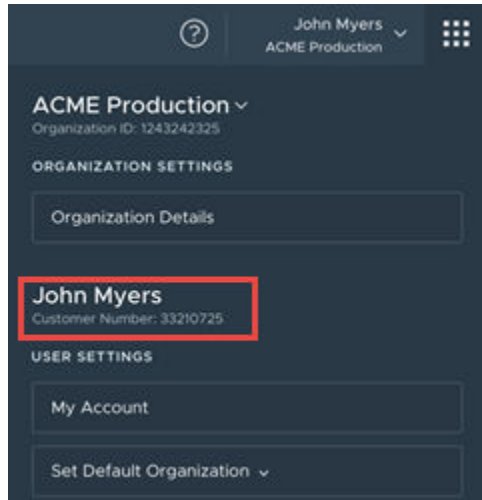 John Myers
ACME Production
ACME Production
Organization ID: 1243242325
ORGANIZATION SETTINGS
Organization Details
John Myers
Customer Number: 33210725
USER SETTINGS
My Account
Set Default Organization